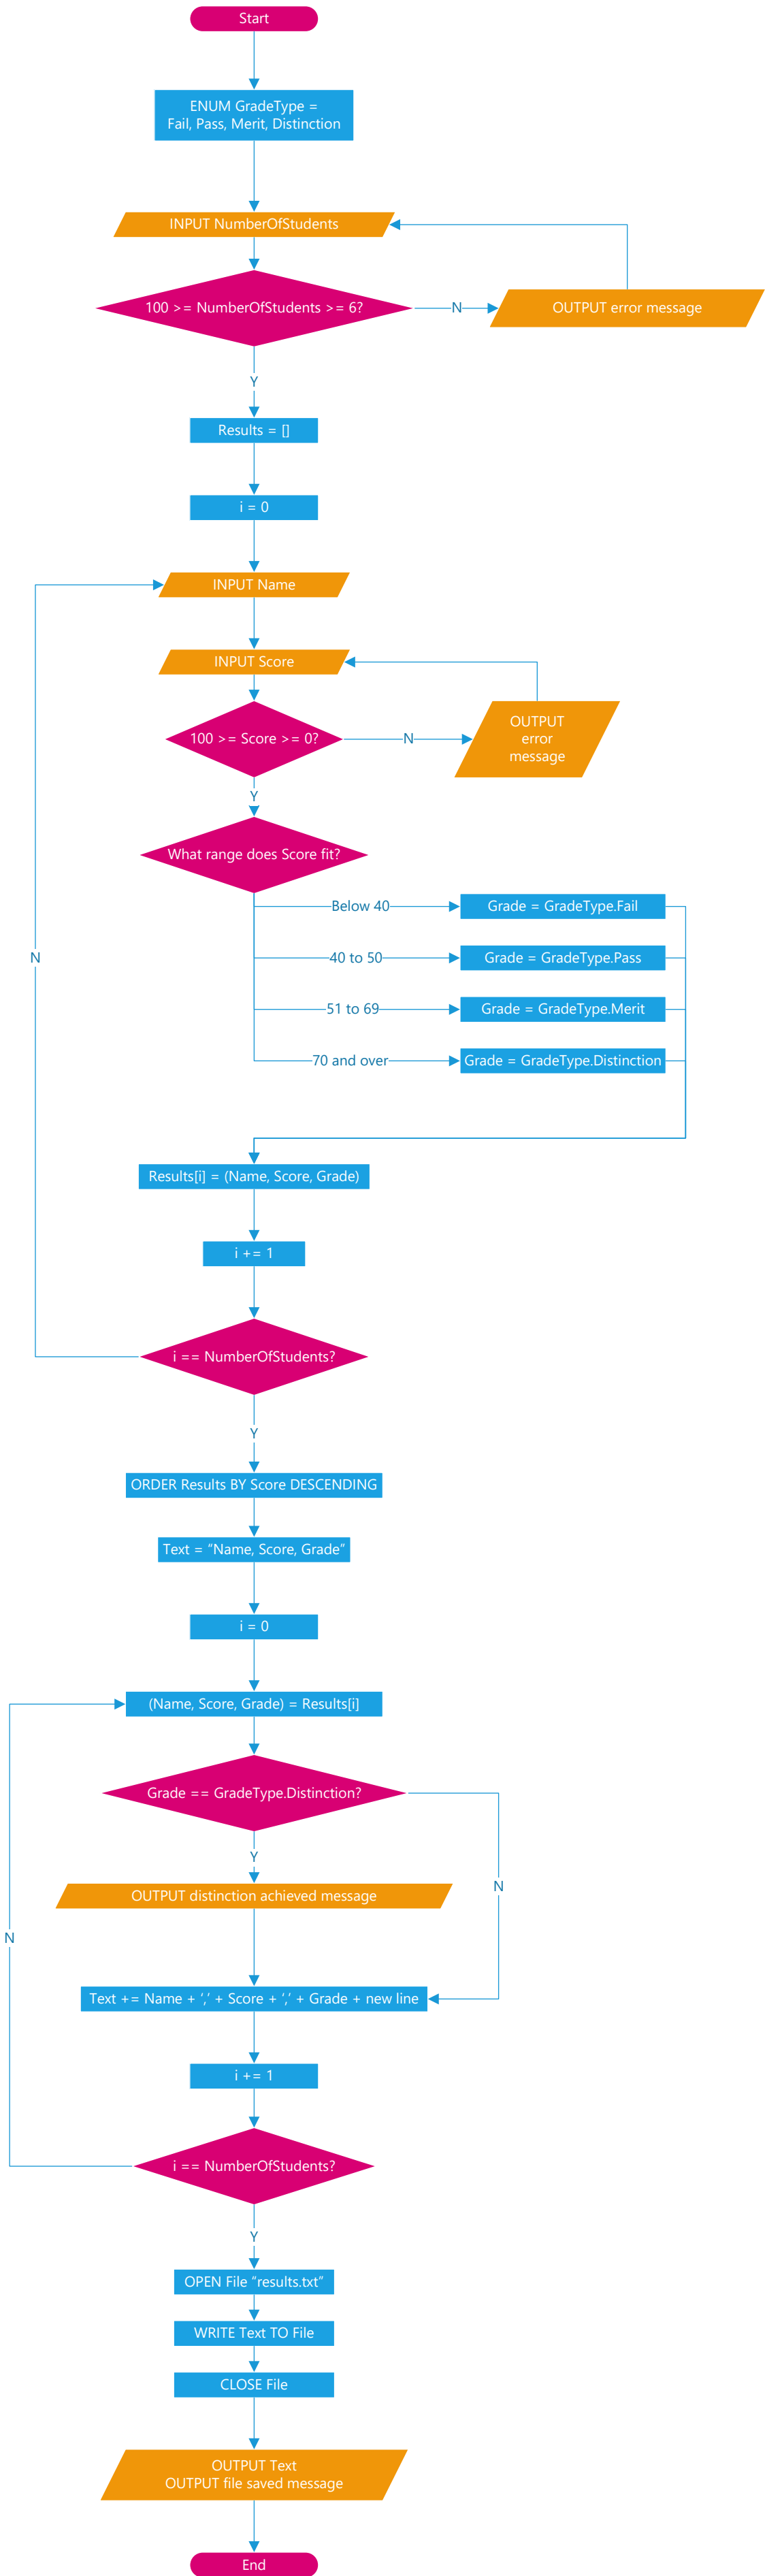 Start
ENUM GradeType =
Fail, Pass, Merit, Distinction
INPUT NumberOfStudents
100 >= NumberOfStudents >= 6?
N
OUTPUT error message
Y
Results = []
i = 0
INPUT Name
INPUT Score
100 >= Score >= 0?
N
OUTPUT
error
message
Y
What range does Score fit?
Below 40
Grade = GradeType.Fail
40 to 50
Grade = GradeType.Pass
N
51 to 69
Grade = GradeType.Merit
70 and over
Grade = GradeType.Distinction
Results[i] = (Name, Score, Grade)
i += 1
i == NumberOfStudents?
Y
ORDER Results BY Score DESCENDING
Text = “Name, Score, Grade”
i = 0
(Name, Score, Grade) = Results[i]
Grade == GradeType.Distinction?
Y
N
OUTPUT distinction achieved message
N
Text += Name + ‘,’ + Score + ‘,’ + Grade + new line
i += 1
i == NumberOfStudents?
Y
OPEN File “results.txt”
WRITE Text TO File
CLOSE File
OUTPUT Text
OUTPUT file saved message
End